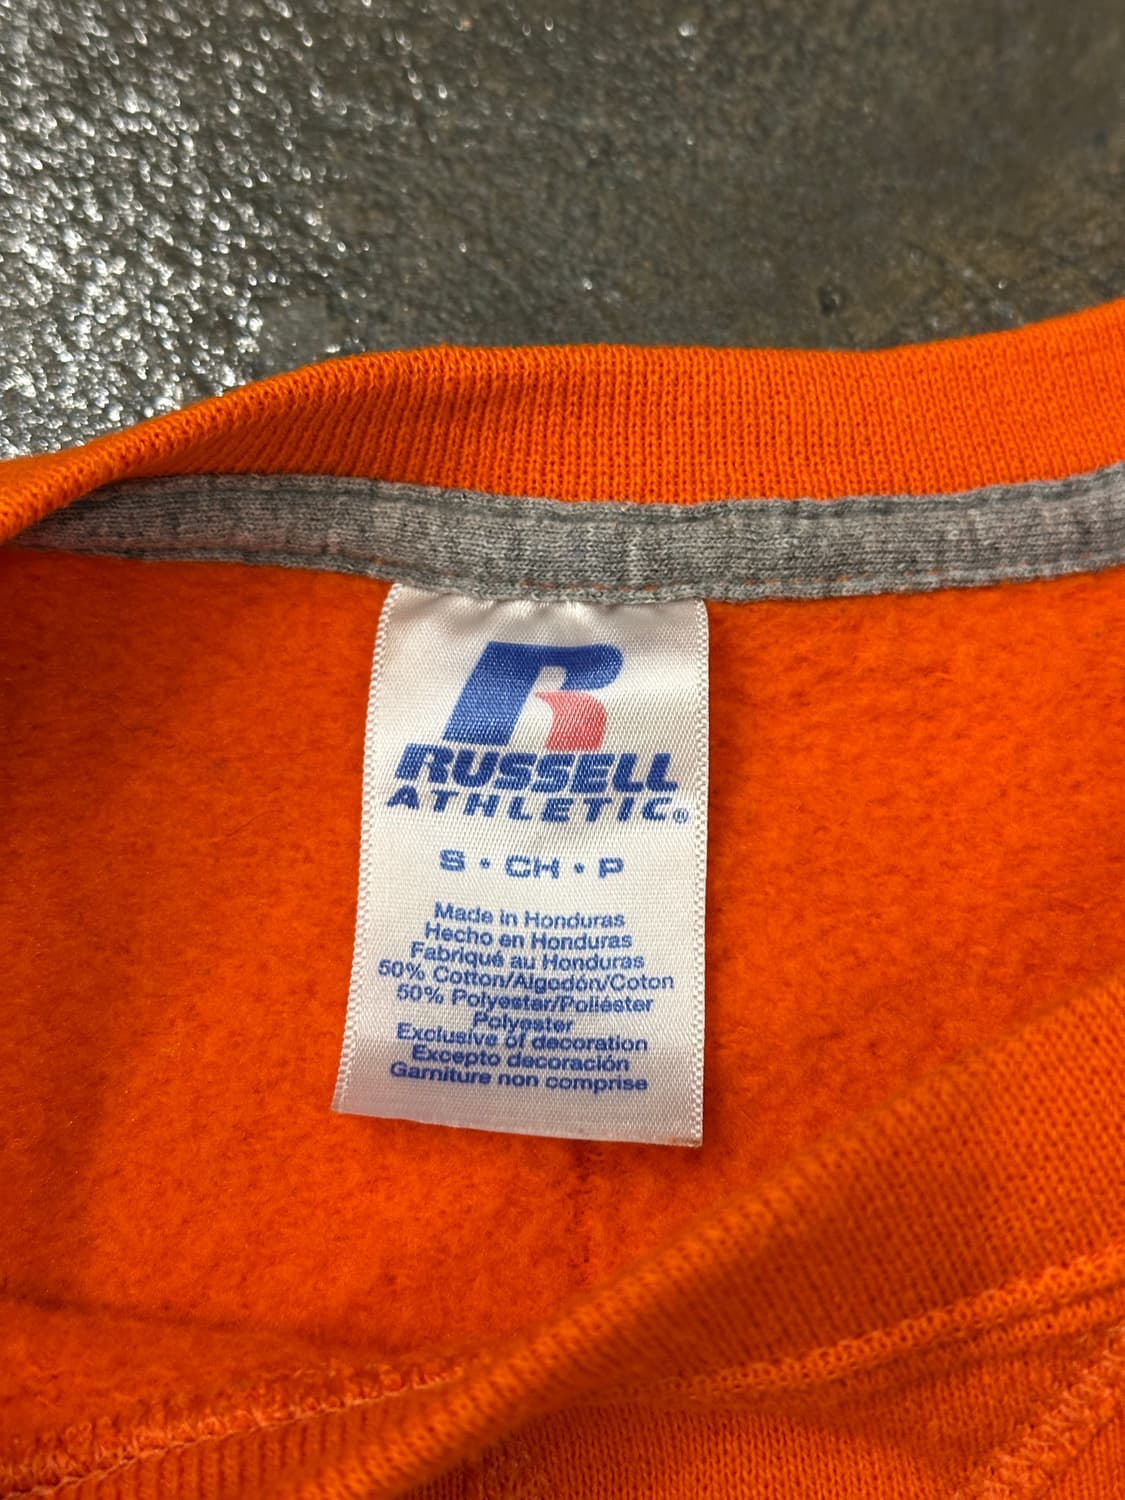 R
RUSSELL
ATHLETIC®
S • CH • P
Made in Honduras
Hecho en Honduras
Fabriqué au Honduras
50% Cotton/Algodón/Coton
50% Polyester/Poliéster
Polyester
Exclusive of decoration
Excepto decoración
Garniture non comprise